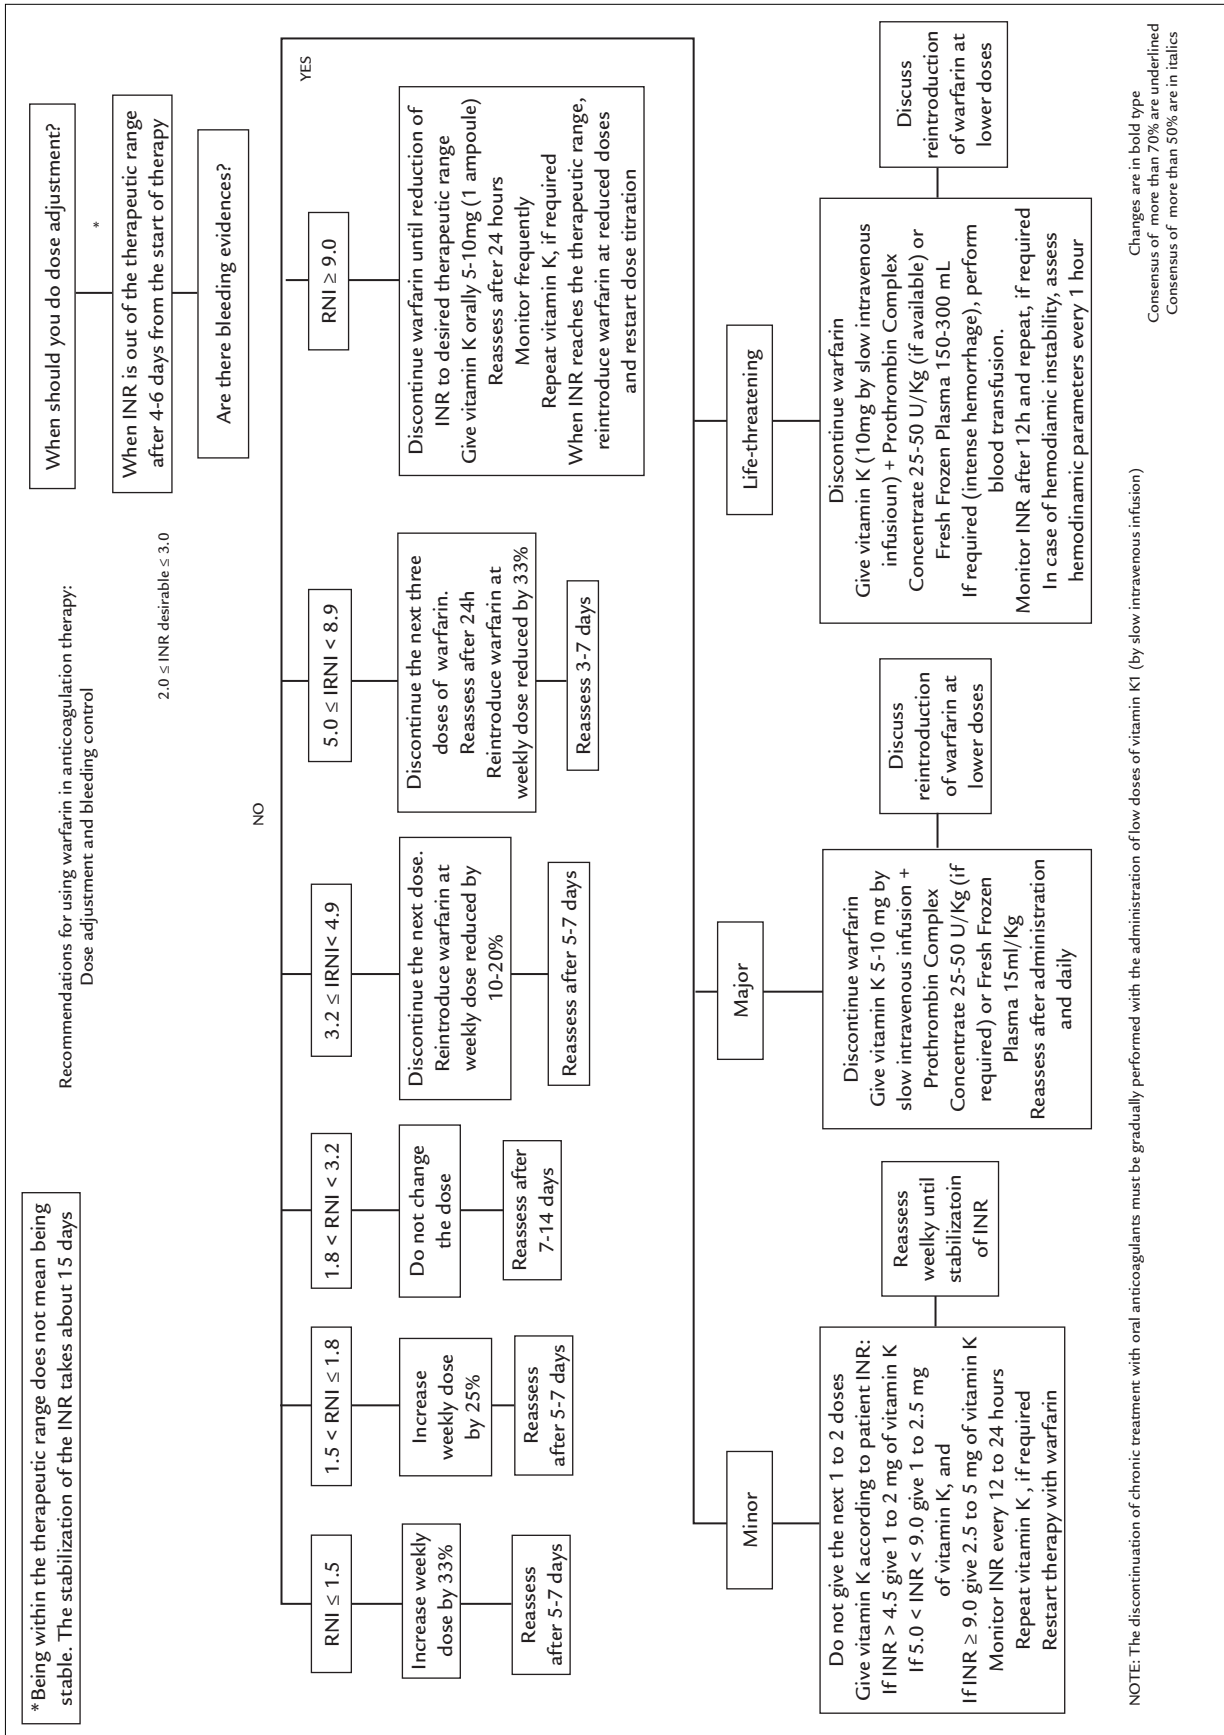 *Being within the therapeutic range does not mean being
stable. The stabilization of the INR takes about 15 days
Recommendations for using warfarin in anticoagulation therapy:
Dose adjustment and bleeding control
When should you do dose adjustment?
*
When INR is out of the therapeutic range
after 4-6 days from the start of therapy
2.0 ≤ INR desirable ≤ 3.0
Are there bleeding evidences?
NO
YES
RNI ≤ 1.5
Increase weekly
dose by 33%
Reassess
after 5-7 days
1.5 < RNI ≤ 1.8
Increase
weekly dose
by 25%
Reassess
after 5-7 days
1.8 < RNI < 3.2
Do not change
the dose
Reassess after
7-14 days
3.2 ≤ IRNI< 4.9
Discontinue the next dose.
Reintroduce warfarin at
weekly dose reduced by
10-20%
Reassess after 5-7 days
5.0 ≤ IRNI < 8.9
Discontinue the next three
doses of warfarin.
Reassess after 24h
Reintroduce warfarin at
weekly dose reduced by 33%
Reassess 3-7 days
RNI ≥ 9.0
Discontinue warfarin until reduction of
INR to desired therapeutic range
Give vitamin K orally 5-10mg (1 ampoule)
Reassess after 24 hours
Monitor frequently
Repeat vitamin K, if required
When INR reaches the therapeutic range,
reintroduce warfarin at reduced doses
and restart dose titration
Minor
Do not give the next 1 to 2 doses
Give vitamin K according to patient INR:
If INR > 4.5 give 1 to 2 mg of vitamin K
If 5.0 < INR < 9.0 give 1 to 2.5 mg
of vitamin K, and
If INR ≥ 9.0 give 2.5 to 5 mg of vitamin K
Monitor INR every 12 to 24 hours
Repeat vitamin K , if required
Restart therapy with warfarin
Reassess
weelky until
stabilizatoin
of INR
Major
Discontinue warfarin
Give vitamin K 5-10 mg by
slow intravenous infusion +
Prothrombin Complex
Concentrate 25-50 U/Kg (if
required) or Fresh Frozen
Plasma 15ml/Kg
Reassess after administration
and daily
Discuss
reintroduction
of warfarin at
lower doses
Life-threatening
Discontinue warfarin
Give vitamin K (10mg by slow intravenous
infusioun) + Prothrombin Complex
Concentrate 25-50 U/Kg (if available) or
Fresh Frozen Plasma 150-300 mL
If required (intense hemorrhage), perform
blood transfusion.
Monitor INR after 12h and repeat, if required
In case of hemodiamic instability, assess
hemodinamic parameters every 1 hour
Discuss
reintroduction
of warfarin at
lower doses
NOTE: The discontinuation of chronic treatment with oral anticoagulants must be gradually performed with the administration of low doses of vitamin K1 (by slow intravenous infusion)
Changes are in bold type
Consensus of more than 70% are underlined
Consensus of more than 50% are in italics